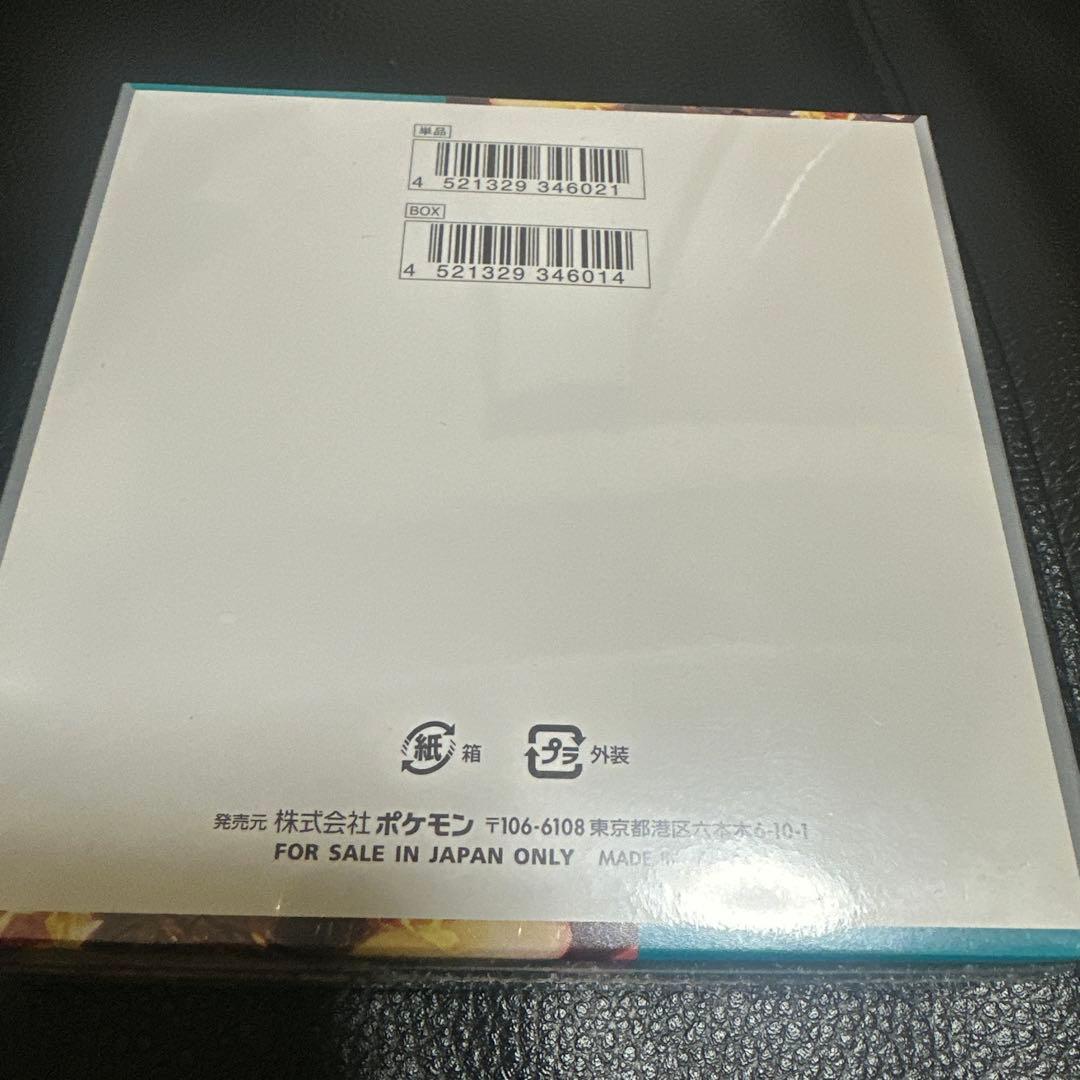 単品
4 521329 346021
BOX
4 521329 346014
紙 箱 プラ 外装
発売元 株式会社 ポケモン 〒106-6108 東京都港区六本木6-10-1
FOR SALE IN JAPAN ONLY MADE IN